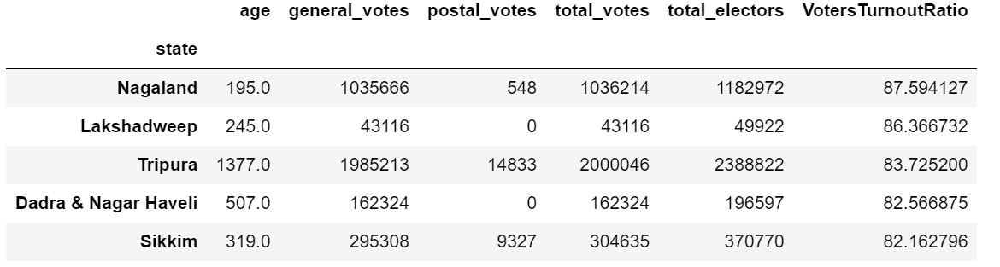 age general_votes postal_votes total_votes total_electors VotersTurnoutRatio
state
Nagaland 195.0 1035666 548 1036214 1182972 87.594127
Lakshadweep 245.0 43116 0 43116 49922 86.366732
Tripura 1377.0 1985213 14833 2000046 2388822 83.725200
Dadra & Nagar Haveli 507.0 162324 0 162324 196597 82.566875
Sikkim 319.0 295308 9327 304635 370770 82.162796